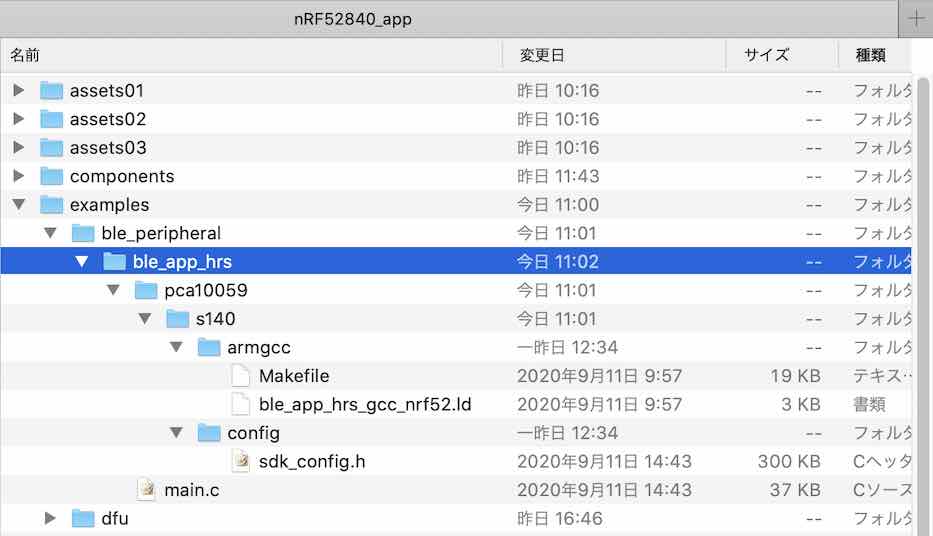 nRF52840_app
名前 変更日 サイズ 種類
assets01 昨日 10:16 -- フォルダ
assets02 昨日 10:16 -- フォルダ
assets03 昨日 10:16 -- フォルダ
components 昨日 11:43 -- フォルダ
examples 今日 11:00 -- フォルダ
ble_peripheral 今日 11:01 -- フォルダ
ble_app_hrs 今日 11:02 -- フォルダ
pca10059 今日 11:01 -- フォルダ
s140 今日 11:01 -- フォルダ
armgcc 一昨日 12:34 -- フォルダ
Makefile 2020年9月11日 9:57 19 KB テキス…
ble_app_hrs_gcc_nrf52.ld 2020年9月11日 9:57 3 KB 書類
config 一昨日 12:34 -- フォルダ
sdk_config.h 2020年9月11日 14:43 300 KB Cヘッダ
main.c 2020年9月11日 14:43 37 KB Cソース
dfu 昨日 16:46 -- フォルダ